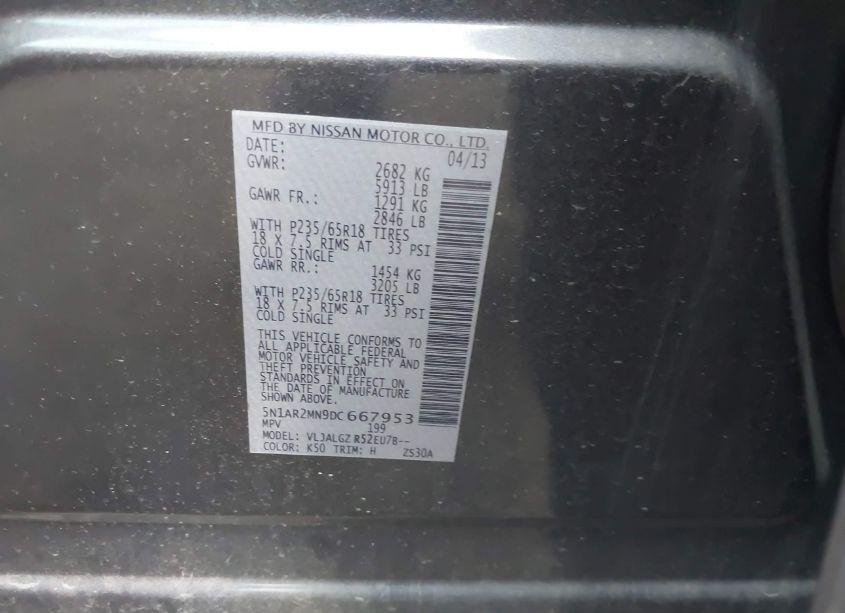 MFD BY NISSAN MOTOR CO., LTD.
DATE: 04/13
GVWR: 2682 KG
5913 LB
GAWR FR.: 1291 KG
2846 LB
WITH P235/65R18 TIRES
18 X 7.5 RIMS AT 33 PSI
COLD SINGLE
GAWR RR.: 1454 KG
3205 LB
WITH P235/65R18 TIRES
18 X 7.5 RIMS AT 33 PSI
COLD SINGLE
THIS VEHICLE CONFORMS TO
ALL APPLICABLE FEDERAL
MOTOR VEHICLE SAFETY AND
THEFT PREVENTION
STANDARDS IN EFFECT ON
THE DATE OF MANUFACTURE
SHOWN ABOVE.
5N1AR2MN9DC667953
MPV 199
MODEL: VLJALGZ R52EU7B--
COLOR: K50 TRIM: H ZS30A